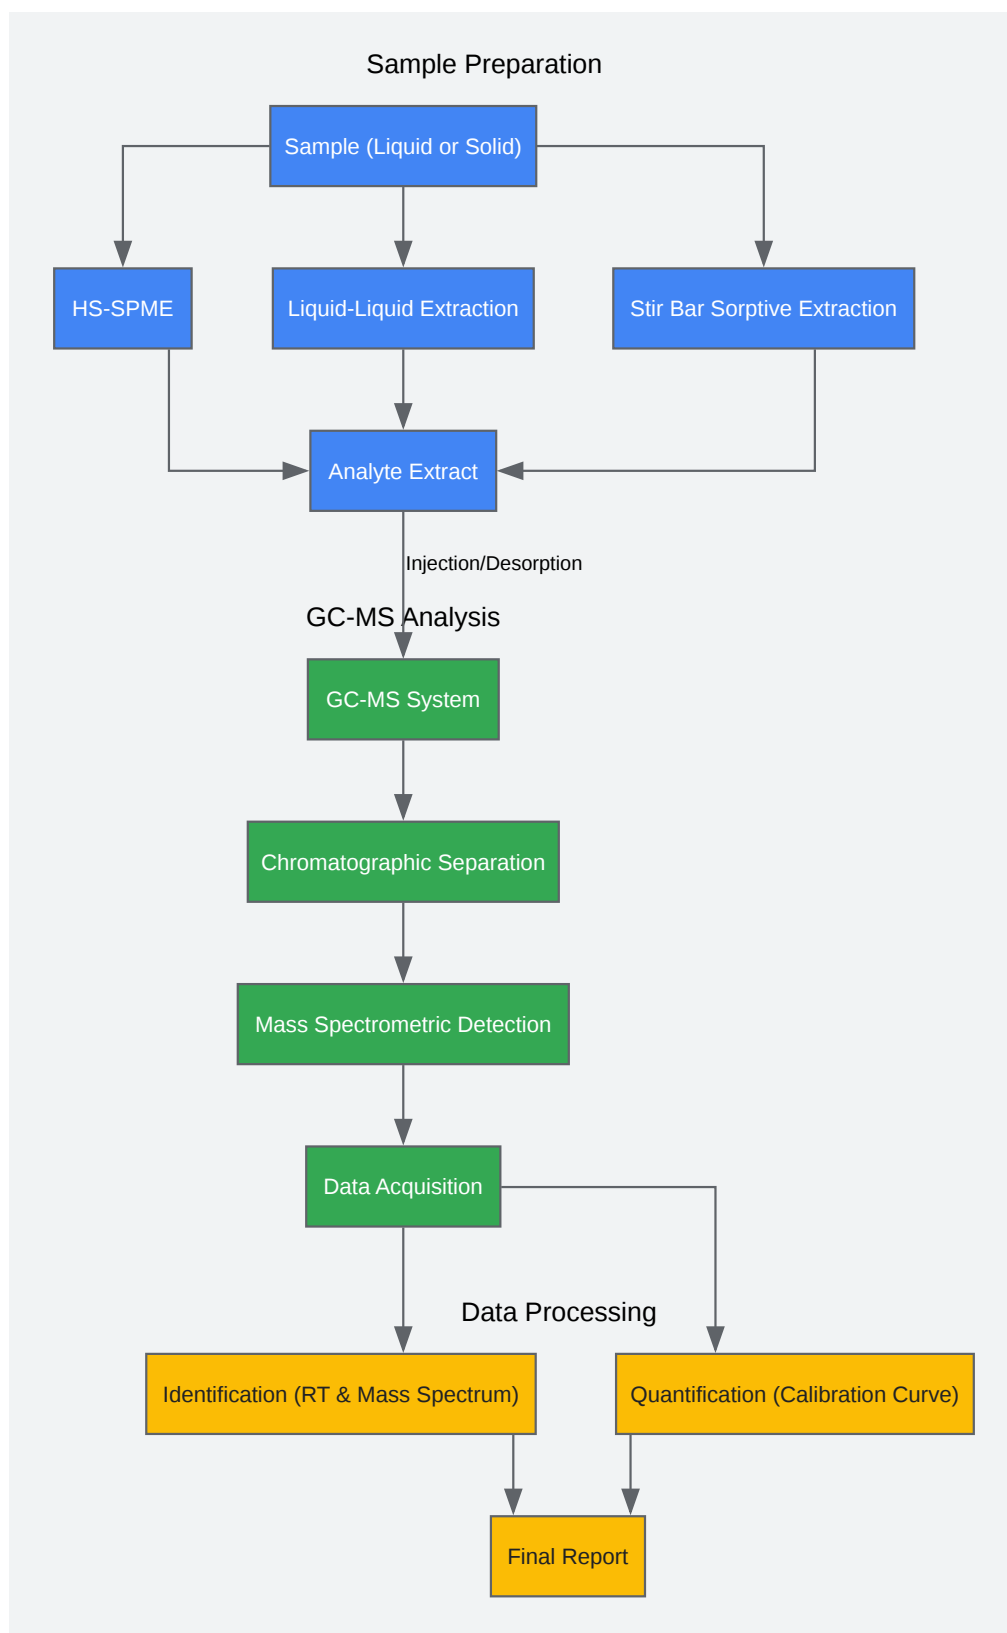 Sample Preparation
Sample (Liquid or Solid)
HS-SPME
Liquid-Liquid Extraction
Stir Bar Sorptive Extraction
Analyte Extract
Injection/Desorption
GC-MS Analysis
GC-MS System
Chromatographic Separation
Mass Spectrometric Detection
Data Acquisition
Data Processing
Identification (RT & Mass Spectrum)
Quantification (Calibration Curve)
Final Report